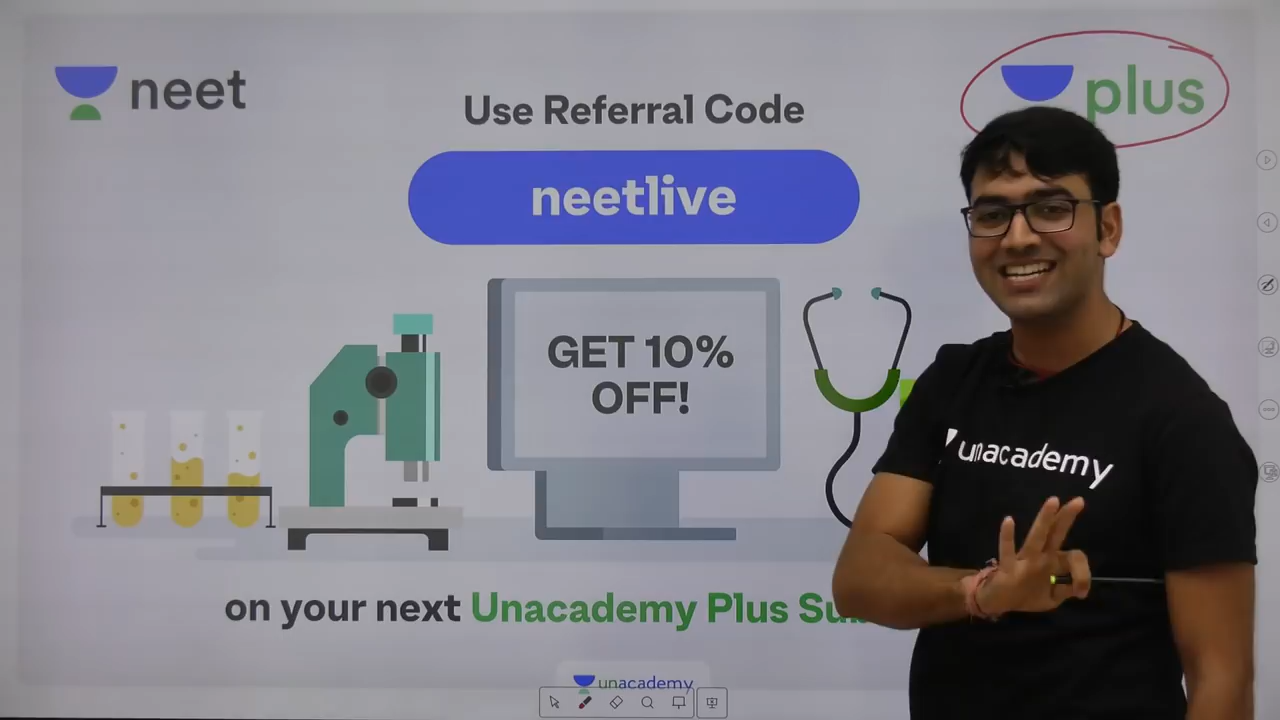 neet
plus
Use Referral Code
neetlive
GET 10%
OFF!
on your next Unacademy Plus
unacademy
unacademy